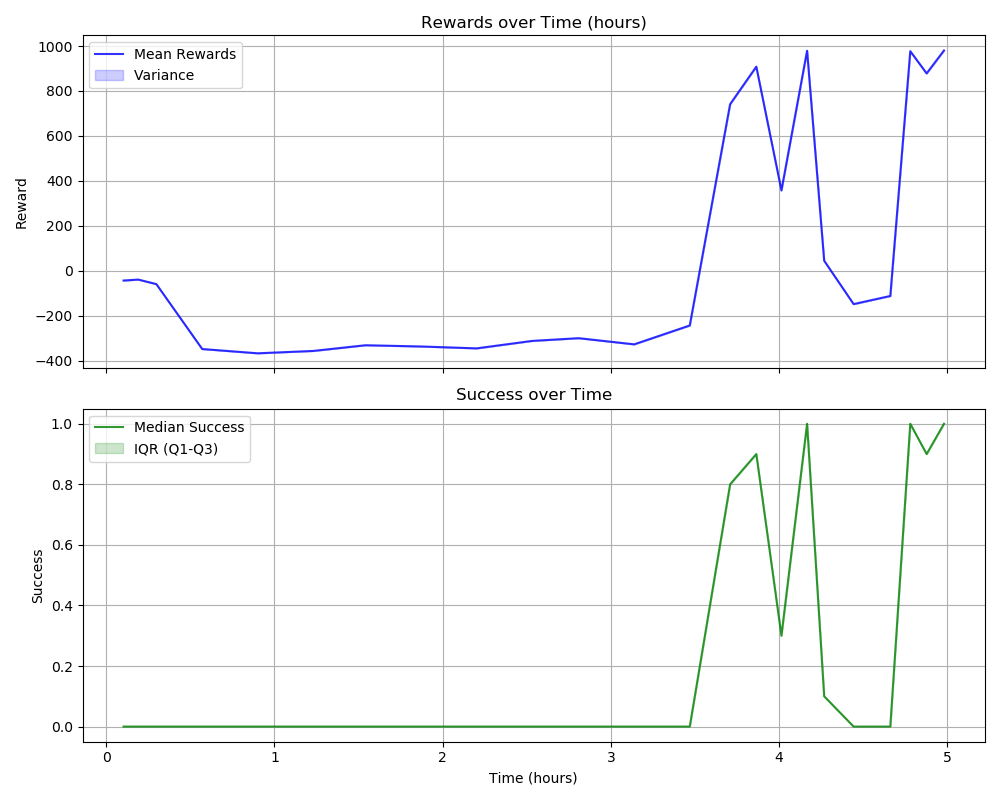 Rewards over Time (hours)
1000
800
600
400
200
0
−200
−400
Reward
Mean Rewards
Variance
Success over Time
1.0
0.8
0.6
0.4
0.2
0.0
Success
Median Success
IQR (Q1-Q3)
0 1 2 3 4 5
Time (hours)